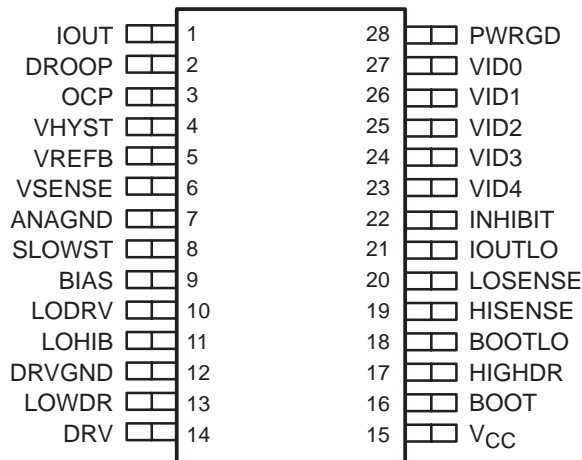 IOUT 1 28 PWRGD
DROOP 2 27 VID0
OCP 3 26 VID1
VHYST 4 25 VID2
VREFB 5 24 VID3
VSENSE 6 23 VID4
ANAGND 7 22 INHIBIT
SLOWST 8 21 IOUTLO
BIAS 9 20 LOSENSE
LODRV 10 19 HISENSE
LOHIB 11 18 BOOTLO
DRVGND 12 17 HIGHDR
LOWDR 13 16 BOOT
DRV 14 15 VCC